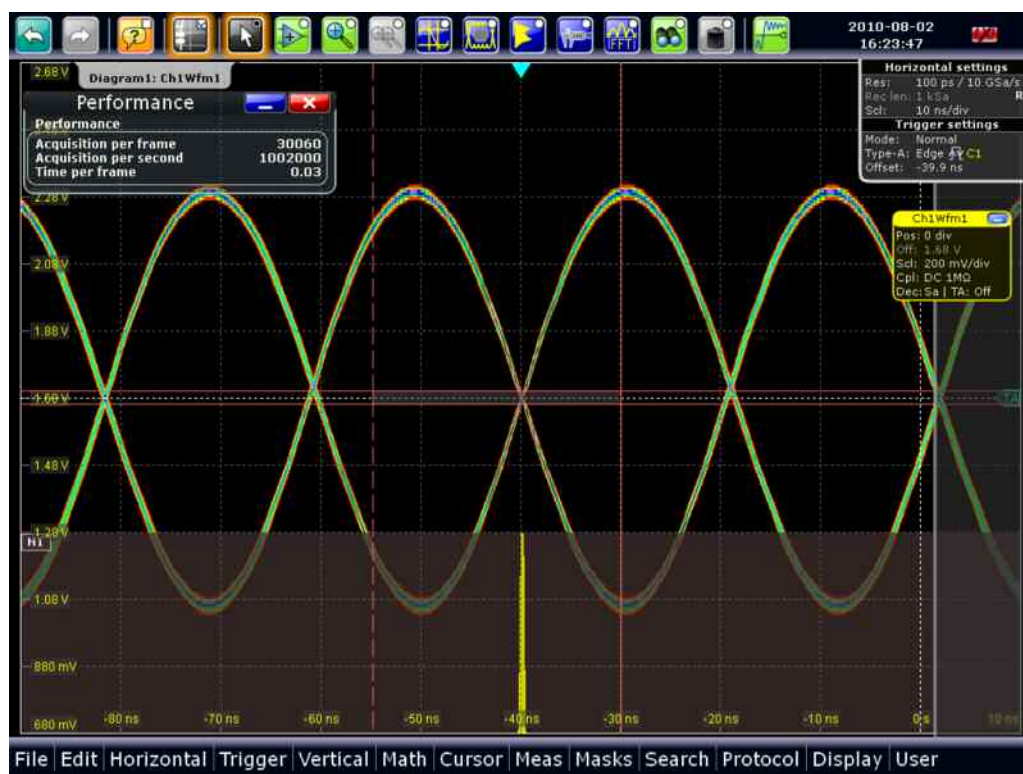 N
FFT
N
2010-08-02
16:23:47
2.68 V
Diagram1: Ch1Wfm1
Performance
Performance
Acquisition per frame 30060
Acquisition per second 1002000
Time per frame 0.03
Horizontal settings
Res: 100 ps / 10 GSa/s
Rec len: 1 kSa R
Scl: 10 ns/div
Trigger settings
Mode: Normal
Type-A: Edge C1
Offset: -39.9 ns
2.28 V
Ch1Wfm1
Pos: 0 div
Off: 1.68 V
Scl: 200 mV/div
Cpl: DC 1MΩ
Dec: Sa | TA: Off
2.08 V
1.88 V
1.68 V
TA
1.48 V
1.28 V
1.08 V
880 mV
680 mV
-80 ns -70 ns -60 ns -50 ns -40 ns -30 ns -20 ns -10 ns 0 s 10 ns
File Edit Horizontal Trigger Vertical Math Cursor Meas Masks Search Protocol Display User